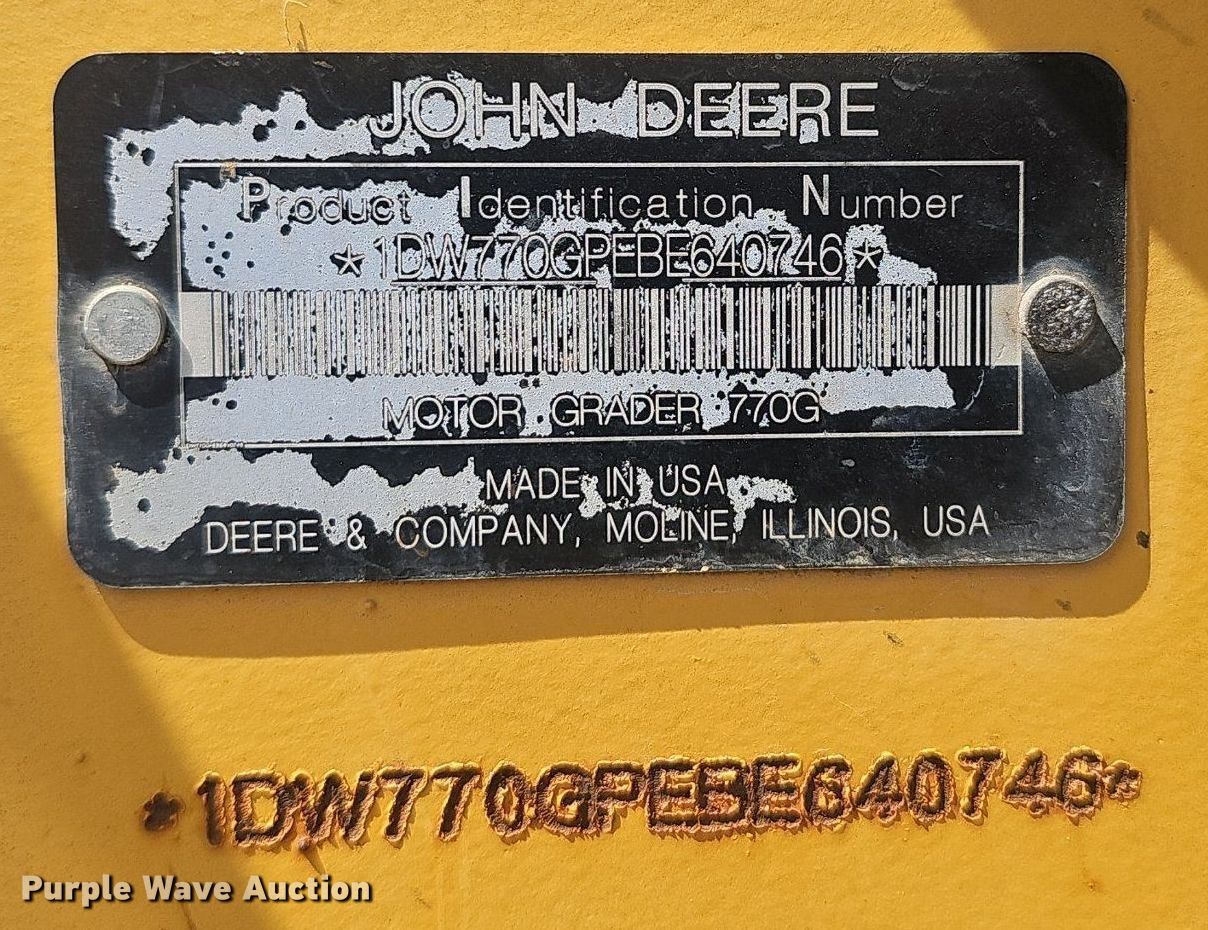 JOHN DEERE
Product Identification Number
*1DW770GPEBE640746*
MOTOR GRADER 770G
MADE IN USA
DEERE & COMPANY, MOLINE, ILLINOIS, USA
*1DW770GPEBE640746*
Purple Wave Auction